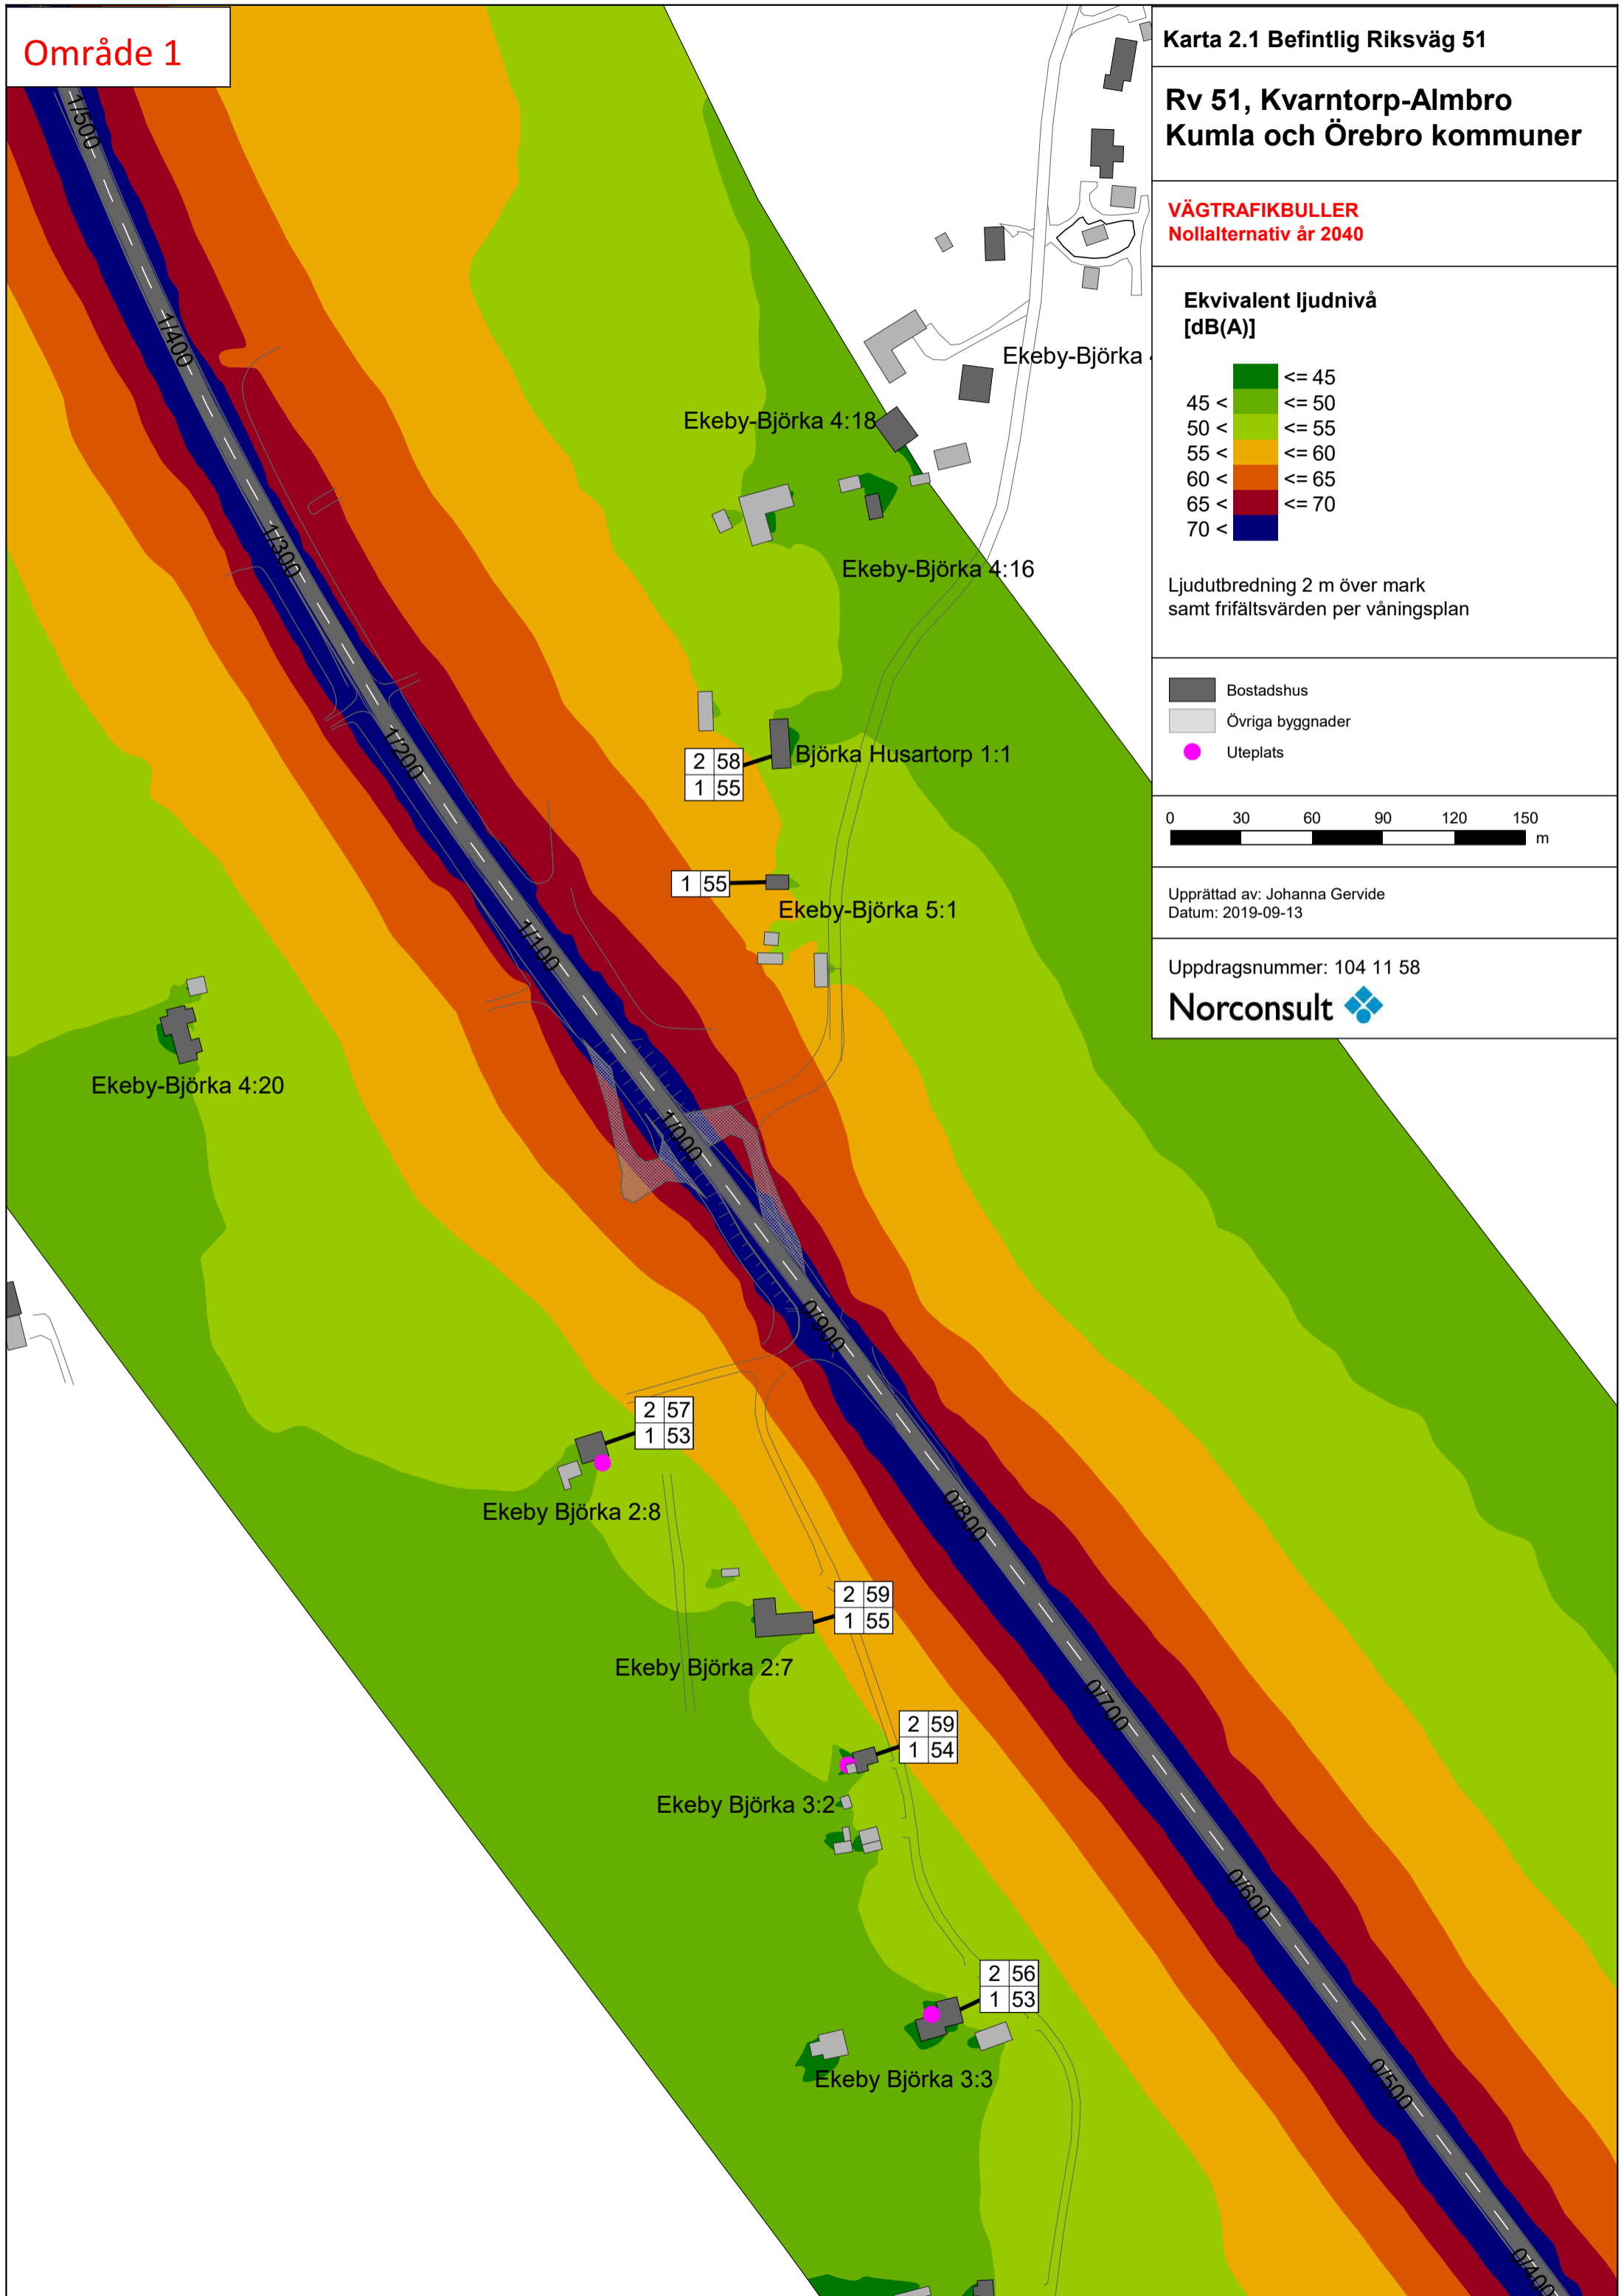 Område 1
Karta 2.1 Befintlig Riksväg 51
Rv 51, Kvarntorp-Almbro
Kumla och Örebro kommuner
VÄGTRAFIKBULLER
Nollalternativ år 2040
Ekvivalent ljudnivå
[dB(A)]
<= 45
45 < <= 50
50 < <= 55
55 < <= 60
60 < <= 65
65 < <= 70
70 <
Ljudutbredning 2 m över mark
samt frifältsvärden per våningsplan
Bostadshus
Övriga byggnader
Uteplats
0 30 60 90 120 150
m
Upprättad av: Johanna Gervide
Datum: 2019-09-13
Uppdragsnummer: 104 11 58
Norconsult
1/500
1/400
Ekeby-Björka
Ekeby-Björka 4:18
1/300
Ekeby-Björka 4:16
1/200
Björka Husartorp 1:1
2 58
1 55
1 55
Ekeby-Björka 5:1
1/100
Ekeby-Björka 4:20
1/000
0/900
2 57
1 53
Ekeby Björka 2:8
0/800
2 59
1 55
Ekeby Björka 2:7
0/700
2 59
1 54
Ekeby Björka 3:2
0/600
2 56
1 53
Ekeby Björka 3:3
0/500
0/400